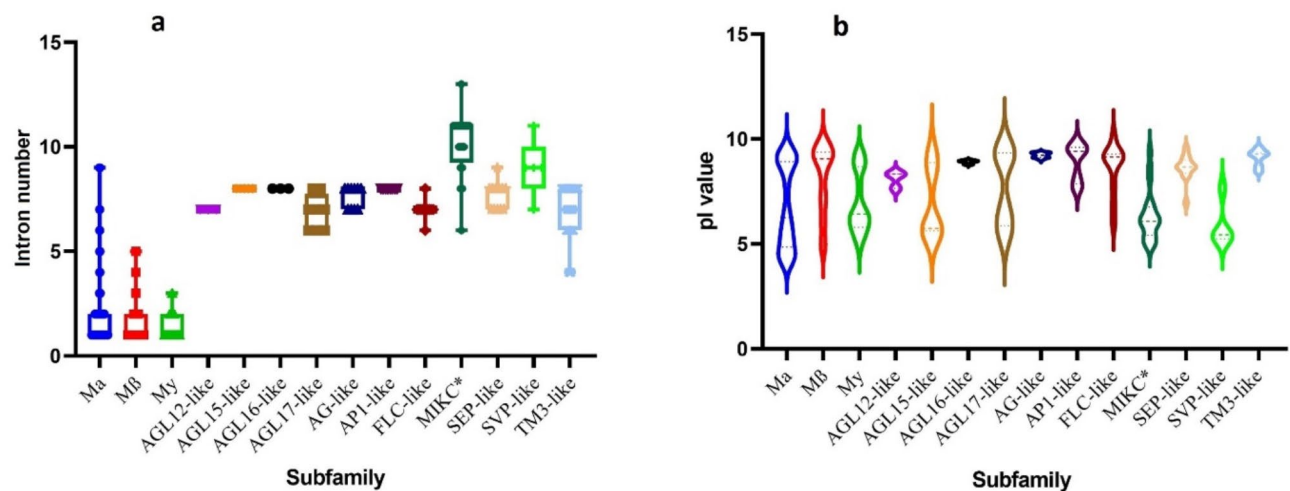 a
Intron number
15
10
5
0
Ma
Mß
My
AGL12-like
AGL15-like
AGL16-like
AGL17-like
AG-like
AP1-like
FLC-like
MIKC*
SEP-like
SVP-like
TM3-like
Subfamily
b
pI value
15
10
5
0
Ma
Mß
My
AGL12-like
AGL15-like
AGL16-like
AGL17-like
AG-like
AP1-like
FLC-like
MIKC*
SEP-like
SVP-like
TM3-like
Subfamily